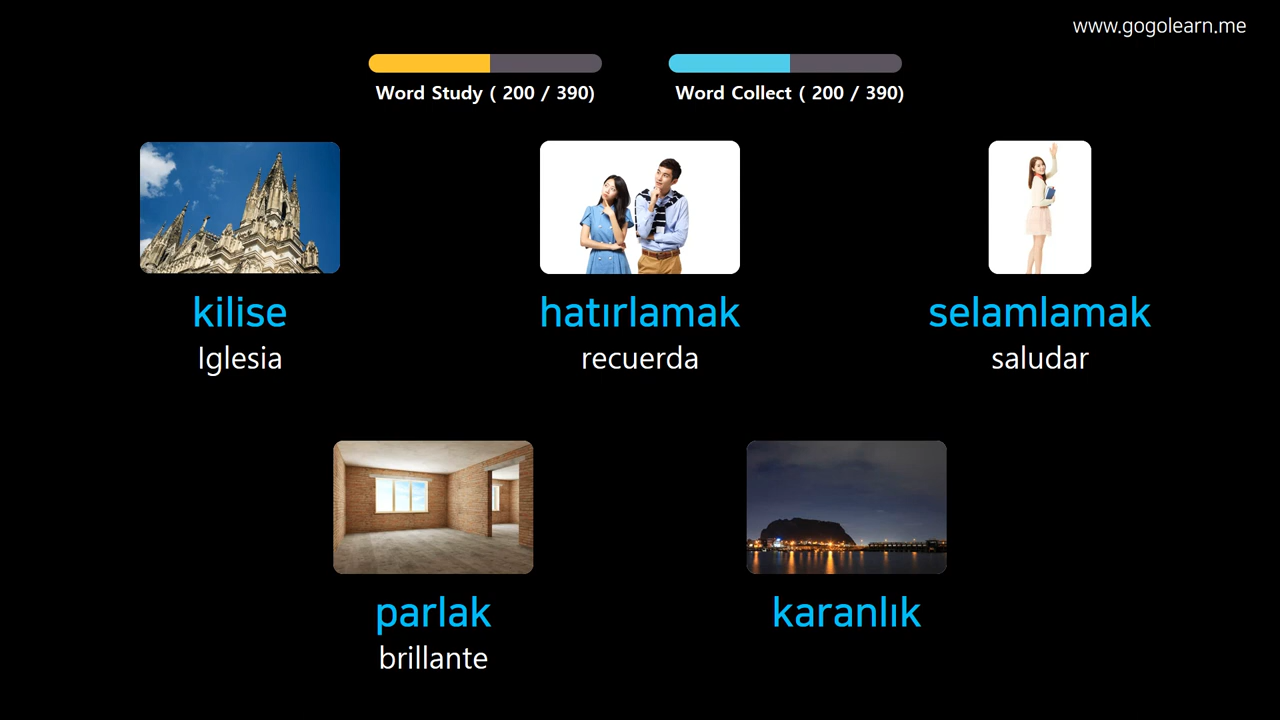 www.gogolearn.me
Word Study ( 200 / 390)
Word Collect ( 200 / 390)
kilise
Iglesia
hatırlamak
recuerda
selamlamak
saludar
parlak
brillante
karanlık